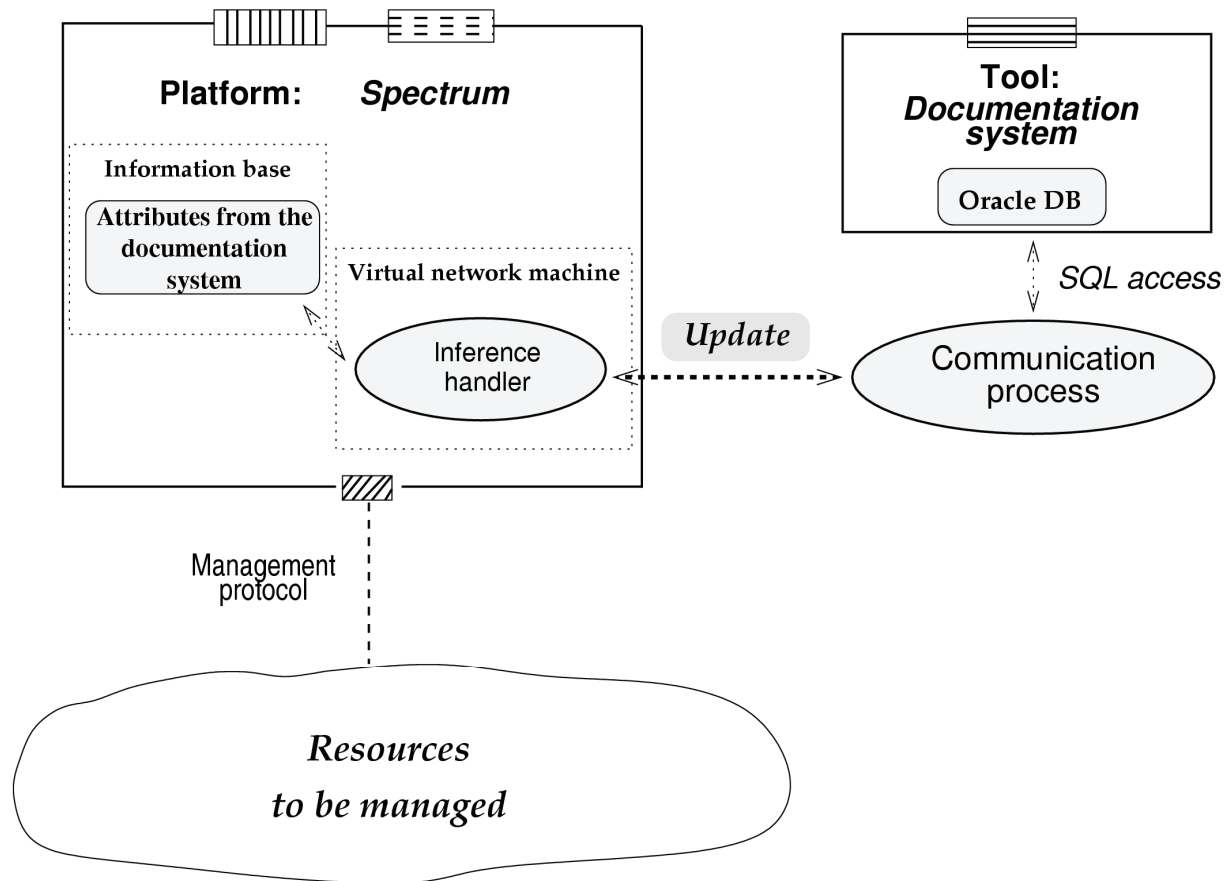 Platform: Spectrum
Tool:
Documentation
system
Information base
Attributes from the
documentation
system
Oracle DB
Virtual network machine
SQL access
Update
Inference
handler
Communication
process
Management
protocol
Resources
to be managed